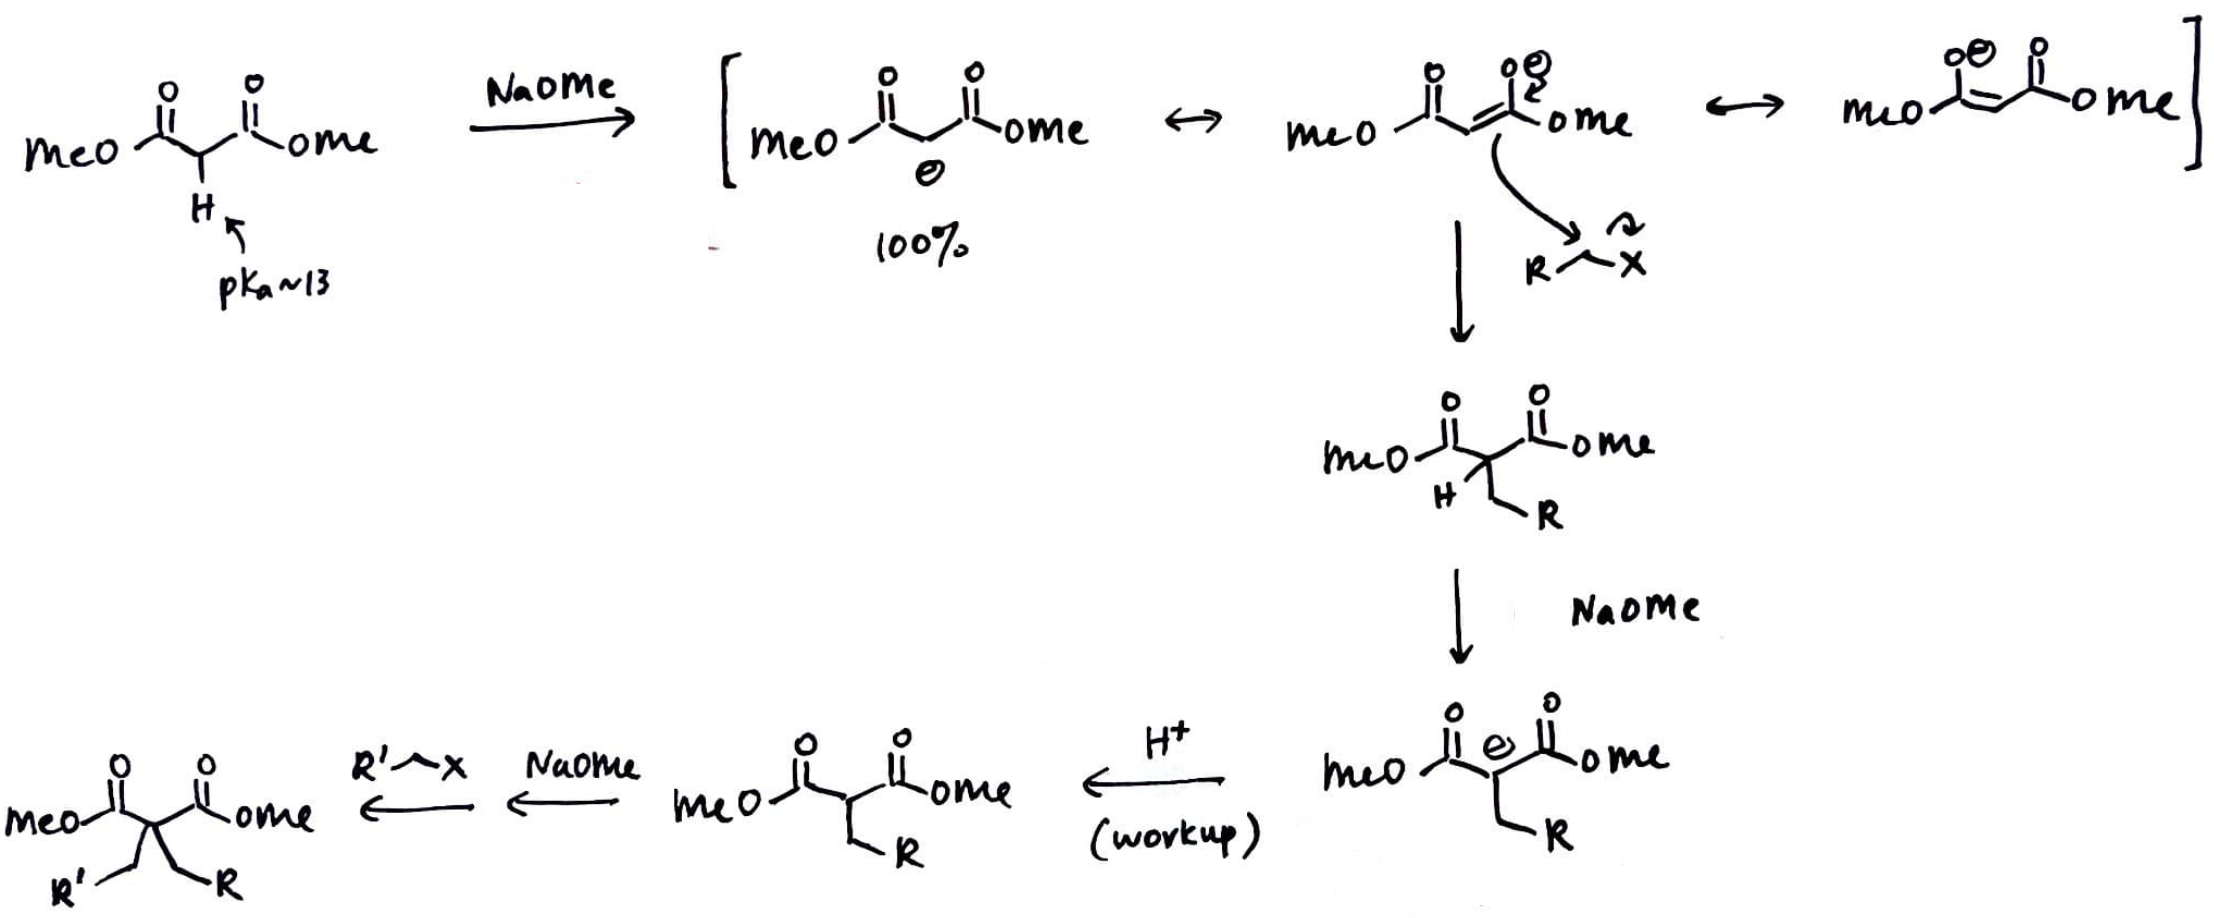 O O NaOMe O O O O⊖ O⊖ O
MeO OMe [ MeO OMe ↔ MeO OMe ↔ MeO OMe ]
H ⊖
pKa~13 100% R X
O O
MeO OMe
H R
NaOMe
O O
MeO ⊖ OMe
R
H+
(workup)
O O
MeO OMe
R
NaOMe
R' X
O O
MeO OMe
R' R